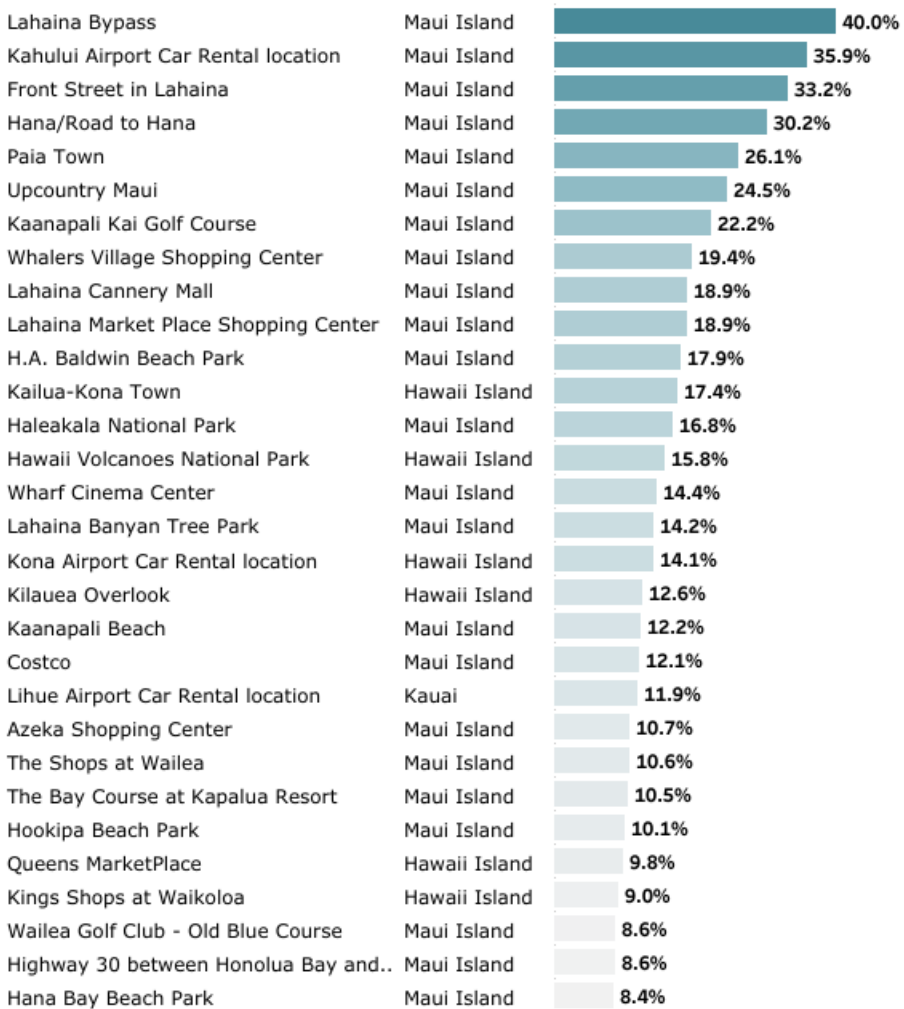 Lahaina Bypass Maui Island 40.0%
Kahului Airport Car Rental location Maui Island 35.9%
Front Street in Lahaina Maui Island 33.2%
Hana/Road to Hana Maui Island 30.2%
Paia Town Maui Island 26.1%
Upcountry Maui Maui Island 24.5%
Kaanapali Kai Golf Course Maui Island 22.2%
Whalers Village Shopping Center Maui Island 19.4%
Lahaina Cannery Mall Maui Island 18.9%
Lahaina Market Place Shopping Center Maui Island 18.9%
H.A. Baldwin Beach Park Maui Island 17.9%
Kailua-Kona Town Hawaii Island 17.4%
Haleakala National Park Maui Island 16.8%
Hawaii Volcanoes National Park Hawaii Island 15.8%
Wharf Cinema Center Maui Island 14.4%
Lahaina Banyan Tree Park Maui Island 14.2%
Kona Airport Car Rental location Hawaii Island 14.1%
Kilauea Overlook Hawaii Island 12.6%
Kaanapali Beach Maui Island 12.2%
Costco Maui Island 12.1%
Lihue Airport Car Rental location Kauai 11.9%
Azeka Shopping Center Maui Island 10.7%
The Shops at Wailea Maui Island 10.6%
The Bay Course at Kapalua Resort Maui Island 10.5%
Hookipa Beach Park Maui Island 10.1%
Queens MarketPlace Hawaii Island 9.8%
Kings Shops at Waikoloa Hawaii Island 9.0%
Wailea Golf Club - Old Blue Course Maui Island 8.6%
Highway 30 between Honolua Bay and.. Maui Island 8.6%
Hana Bay Beach Park Maui Island 8.4%